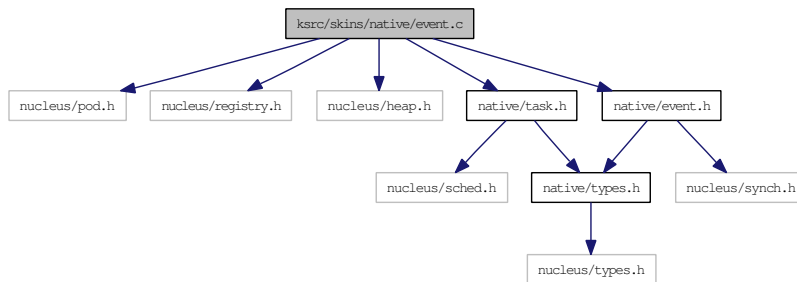 ksrc/skins/native/event.c
nucleus/pod.h
nucleus/registry.h
nucleus/heap.h
native/task.h
native/event.h
nucleus/sched.h
native/types.h
nucleus/synch.h
nucleus/types.h